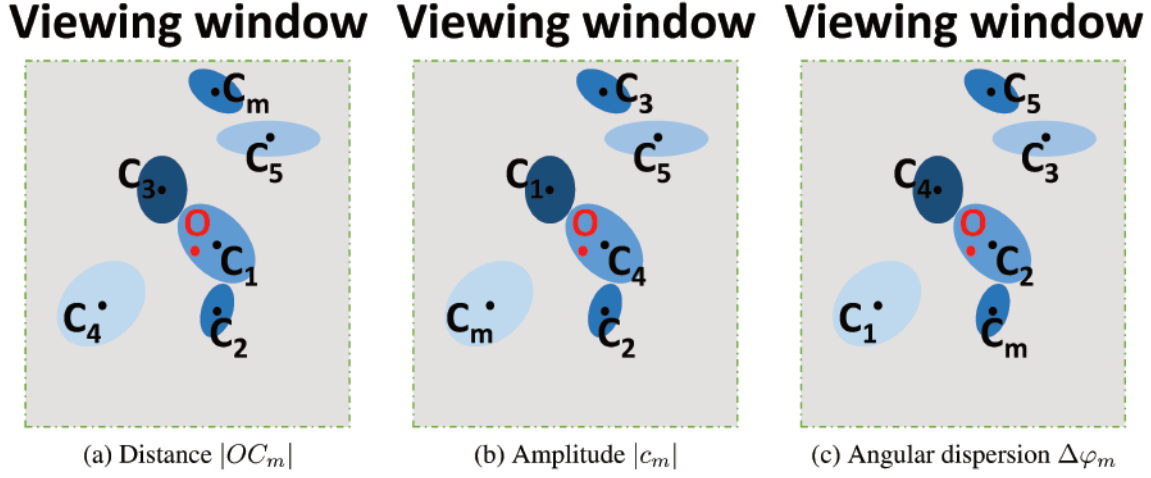 Viewing window Viewing window Viewing window
Cm C3 C5
C5 C5 C3
C3 C1 C4
O O O
C1 C4 C2
C4 Cm C1
C2 C2 Cm
(a) Distance |OCm| (b) Amplitude |cm| (c) Angular dispersion Δφm